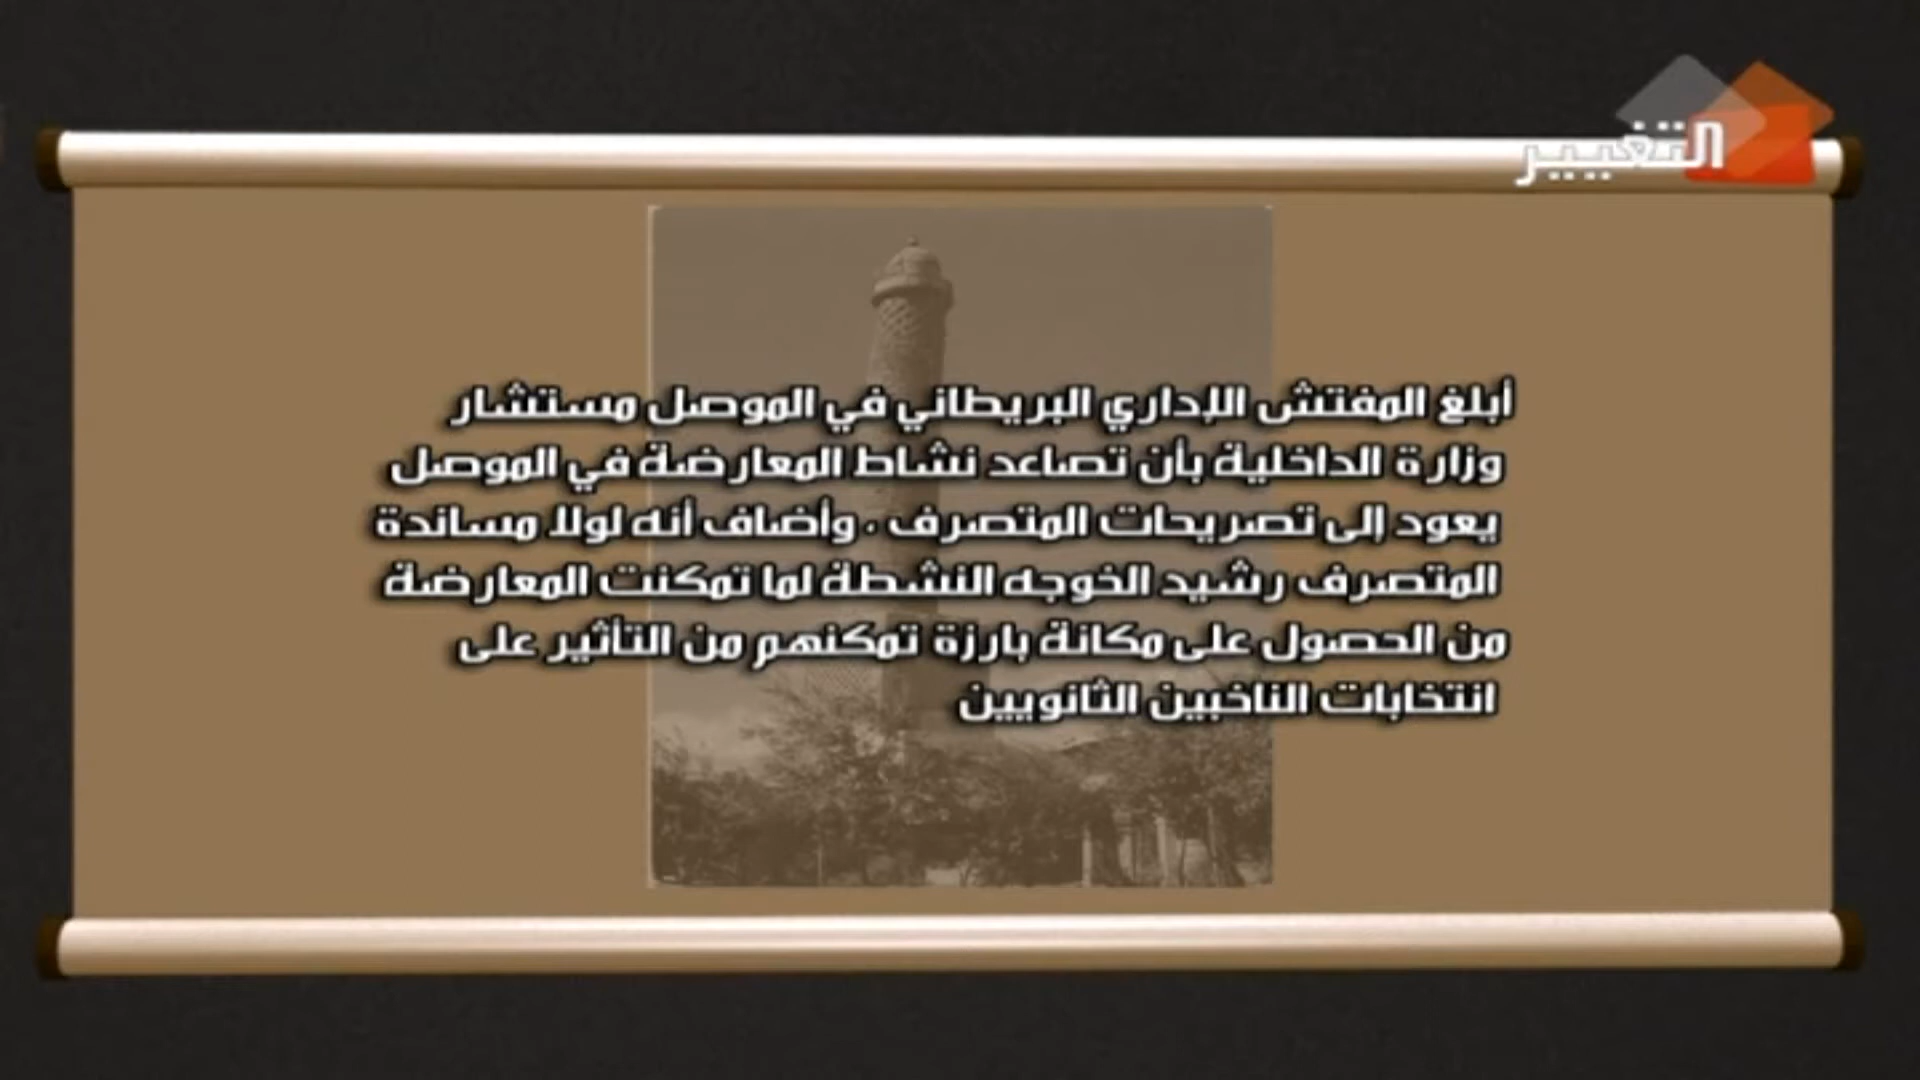 التغيير
أبلغ المفتش الإداري البريطاني في الموصل مستشار
وزارة الداخلية بأن تصاعد نشاط المعارضة في الموصل
يعود إلى تصريحات المتصرف ، وأضاف أنه لولا مساندة
المتصرف رشيد الخوجه النشطة لما تمكنت المعارضة
من الحصول على مكانة بارزة تمكنهم من التأثير على
انتخابات الناخبين الثانويين